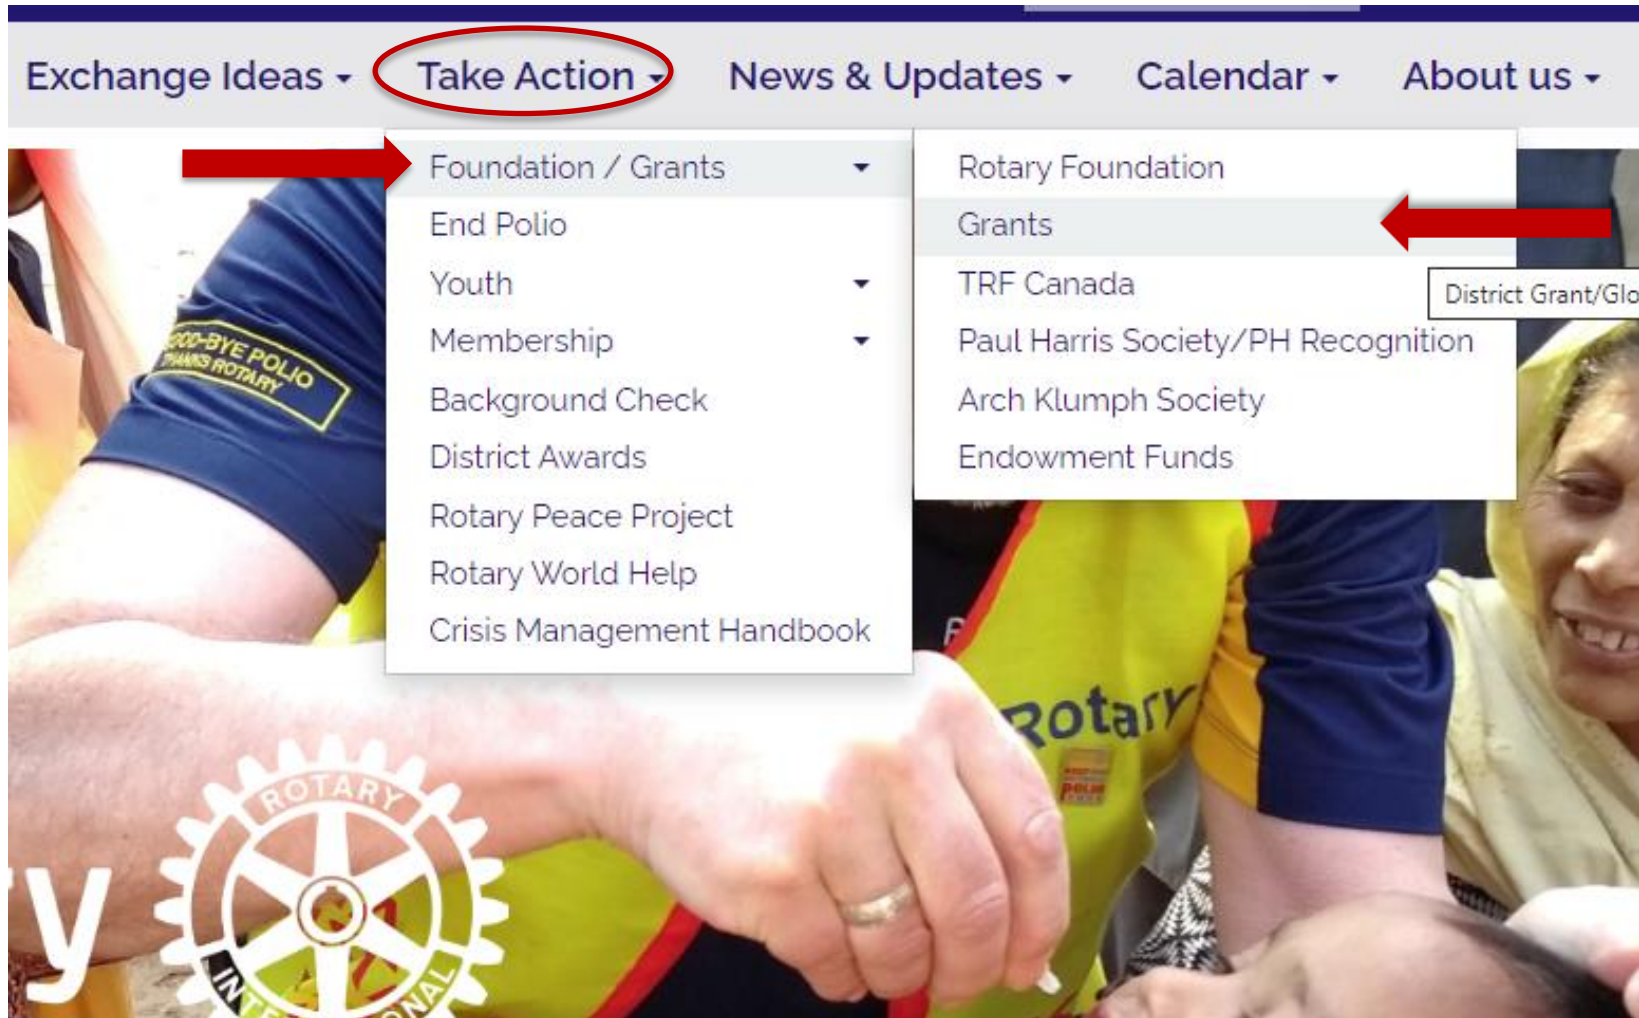 Exchange Ideas
Take Action
News & Updates
Calendar
About us
Foundation / Grants
End Polio
Youth
Membership
Background Check
District Awards
Rotary Peace Project
Rotary World Help
Crisis Management Handbook
Rotary Foundation
Grants
TRF Canada
Paul Harris Society/PH Recognition
Arch Klumph Society
Endowment Funds
District Grant/Glo
GOOD-BYE POLIO
THANKS ROTARY
Rotary
y
ROTARY
INTERNATIONAL